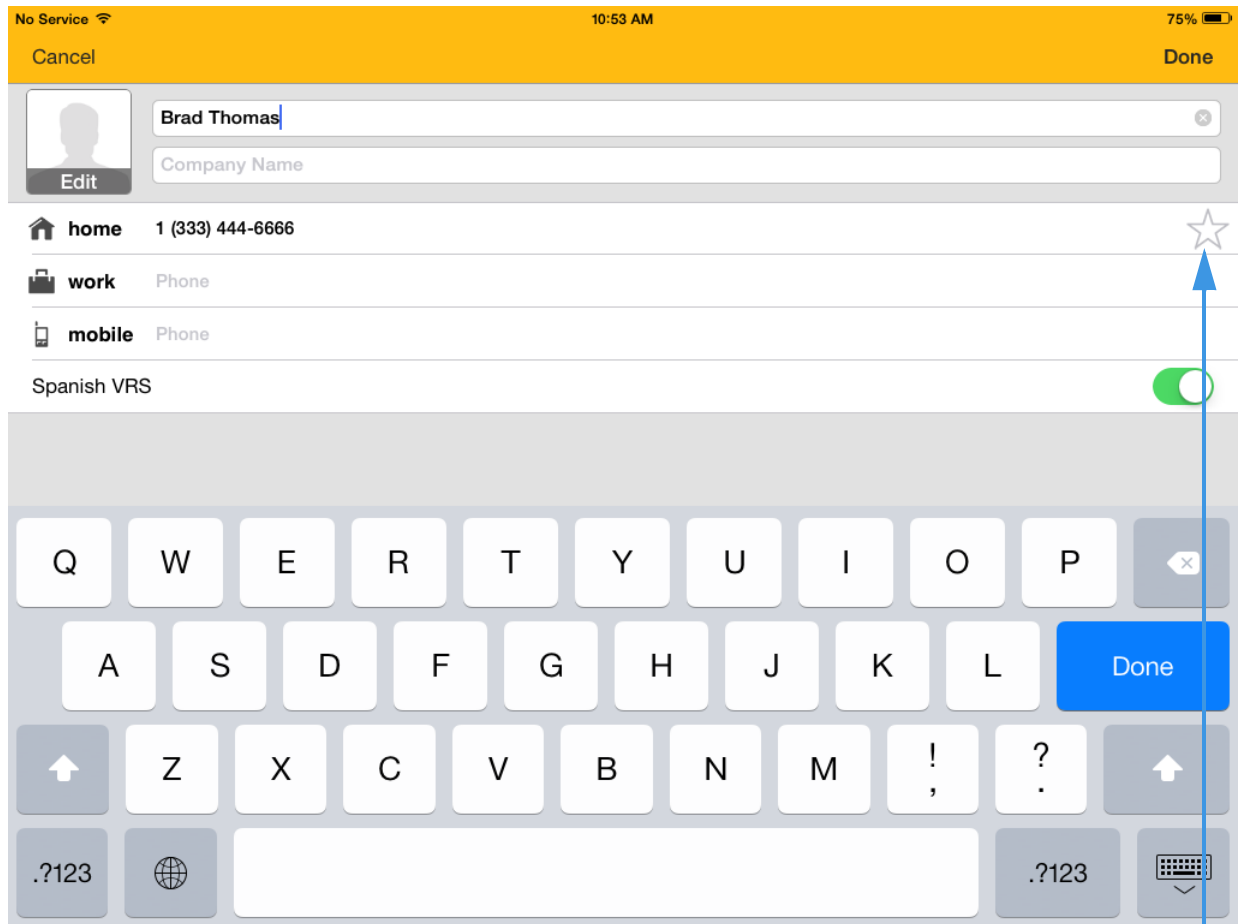 No Service 10:53 AM 75%
Cancel Done
Brad Thomas
Company Name
Edit
home 1 (333) 444-6666
work Phone
mobile Phone
Spanish VRS
Q W E R T Y U I O P
A S D F G H J K L Done
Z X C V B N M ! , ? .
.?123 .?123